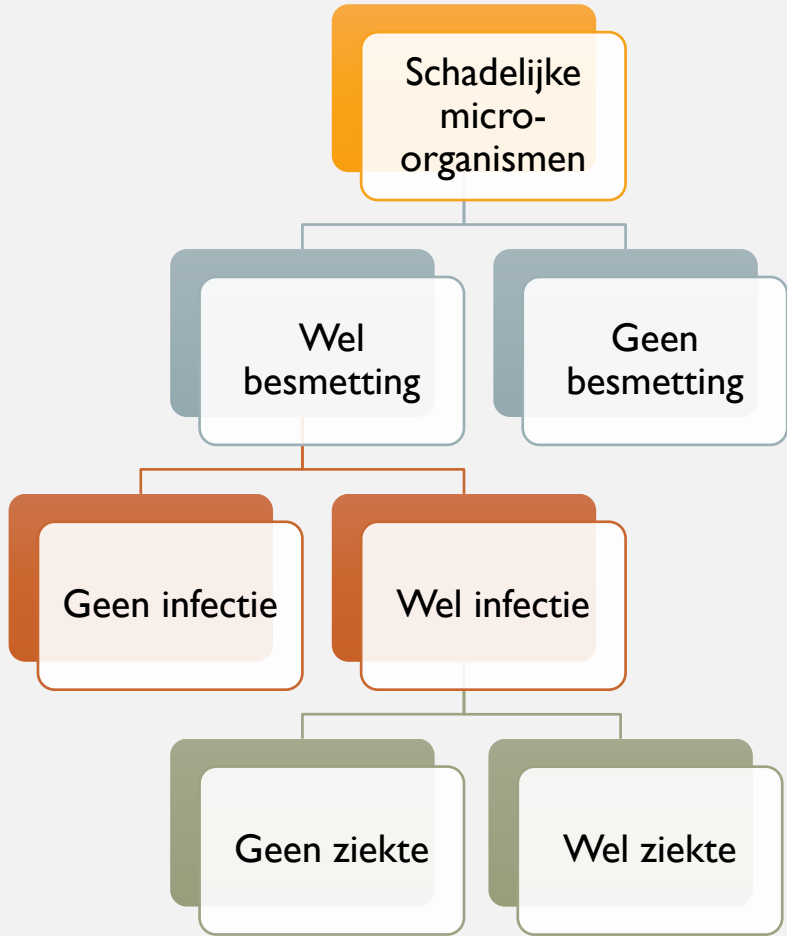 Schadelijke
micro-
organismen
Wel
besmetting
Geen
besmetting
Geen infectie
Wel infectie
Geen ziekte
Wel ziekte